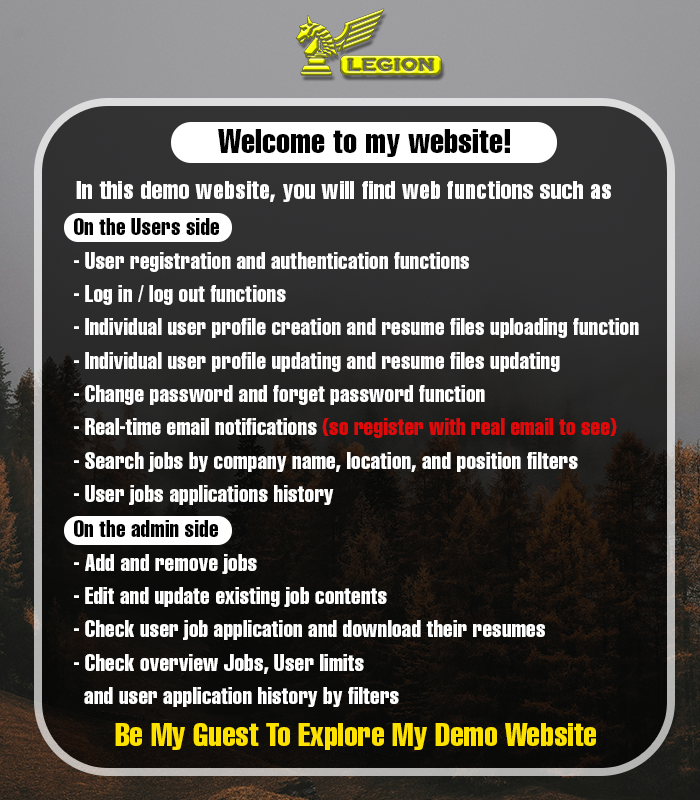 LEGION
Welcome to my website!
In this demo website, you will find web functions such as
On the Users side
- User registration and authentication functions
- Log in / log out functions
- Individual user profile creation and resume files uploading function
- Individual user profile updating and resume files updating
- Change password and forget password function
- Real-time email notifications (so register with real email to see)
- Search jobs by company name, location, and position filters
- User jobs applications history
On the admin side
- Add and remove jobs
- Edit and update existing job contents
- Check user job application and download their resumes
- Check overview Jobs, User limits
and user application history by filters
Be My Guest To Explore My Demo Website